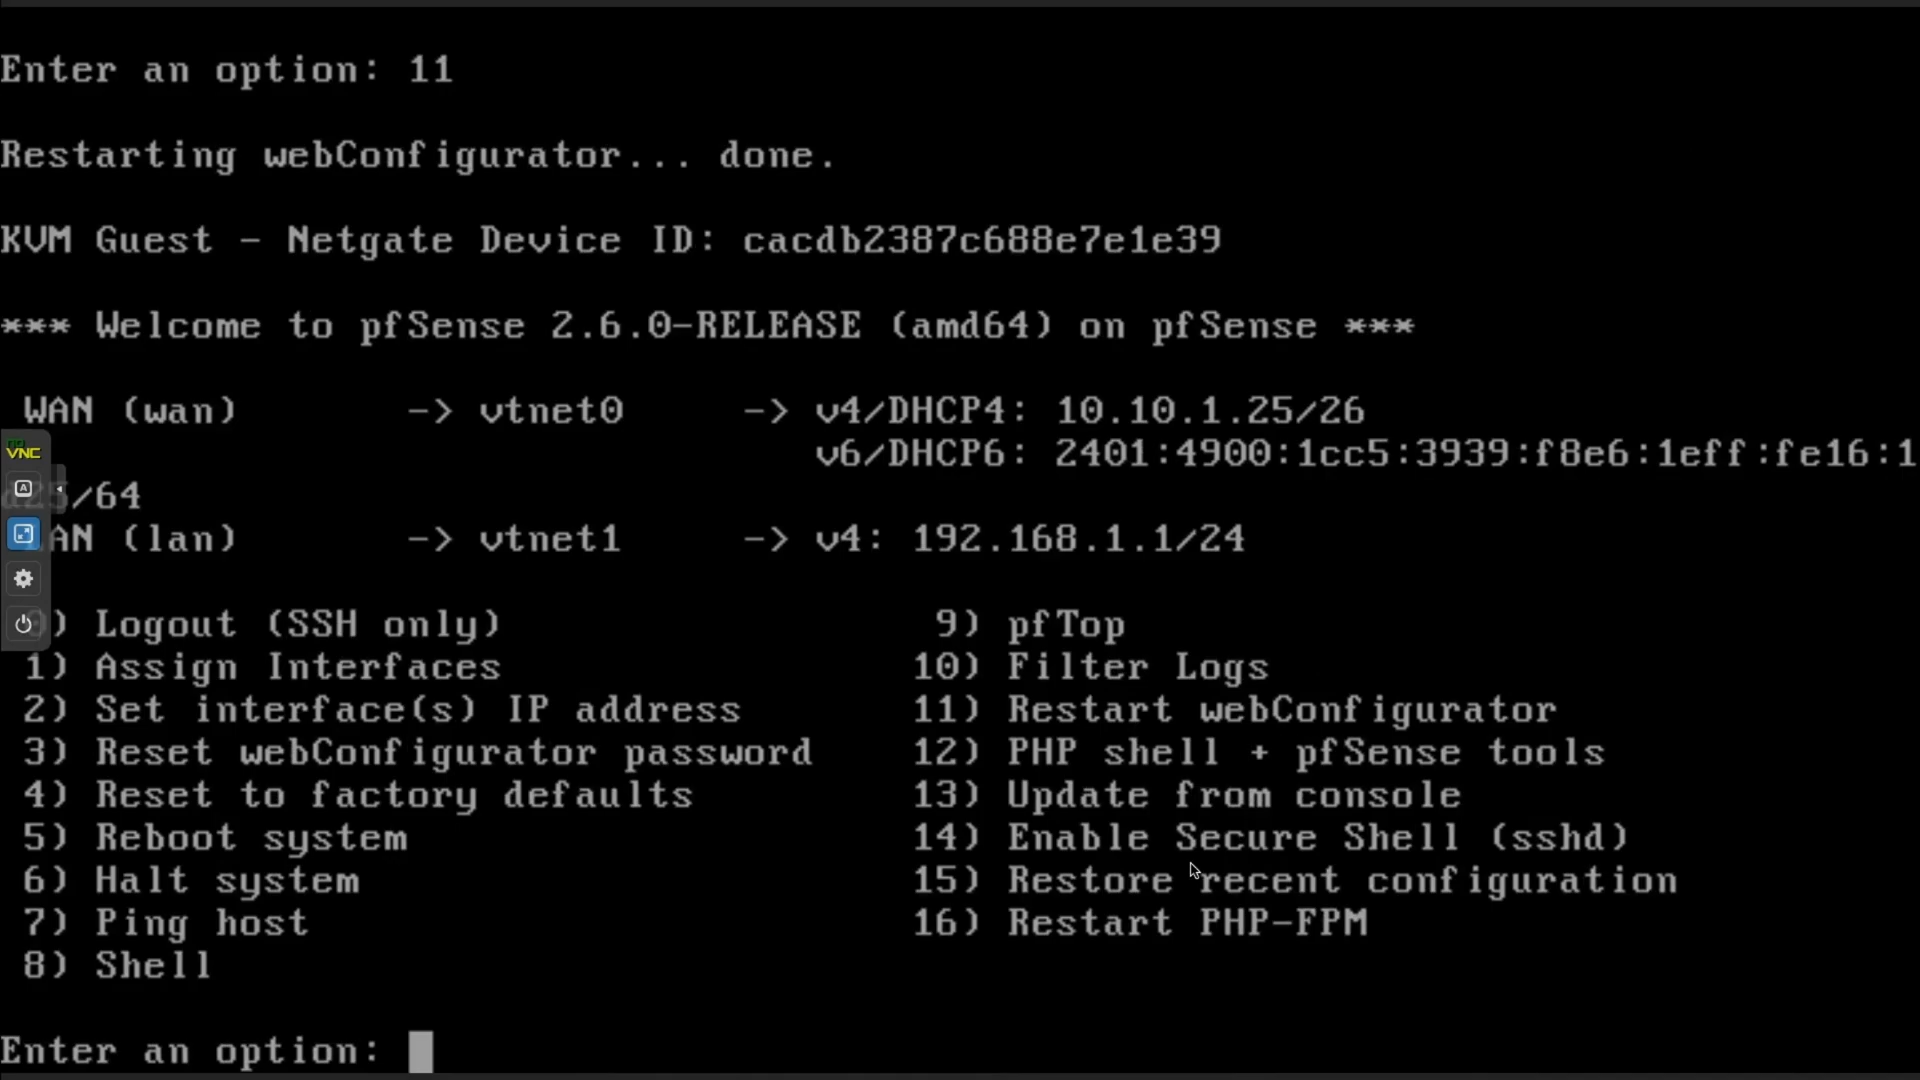 Enter an option: 11
Restarting webConfigurator... done.
KVM Guest - Netgate Device ID: cacdb2387c688e7e1e39
*** Welcome to pfSense 2.6.0-RELEASE (amd64) on pfSense ***
WAN (wan) -> vtnet0 -> v4/DHCP4: 10.10.1.25/26
v6/DHCP6: 2401:4900:1cc5:3939:f8e6:1eff:fe16:1
/64
AN (lan) -> vtnet1 -> v4: 192.168.1.1/24
VNC
A
) Logout (SSH only) 9) pfTop
1) Assign Interfaces 10) Filter Logs
2) Set interface(s) IP address 11) Restart webConfigurator
3) Reset webConfigurator password 12) PHP shell + pfSense tools
4) Reset to factory defaults 13) Update from console
5) Reboot system 14) Enable Secure Shell (sshd)
6) Halt system 15) Restore recent configuration
7) Ping host 16) Restart PHP-FPM
8) Shell
Enter an option: